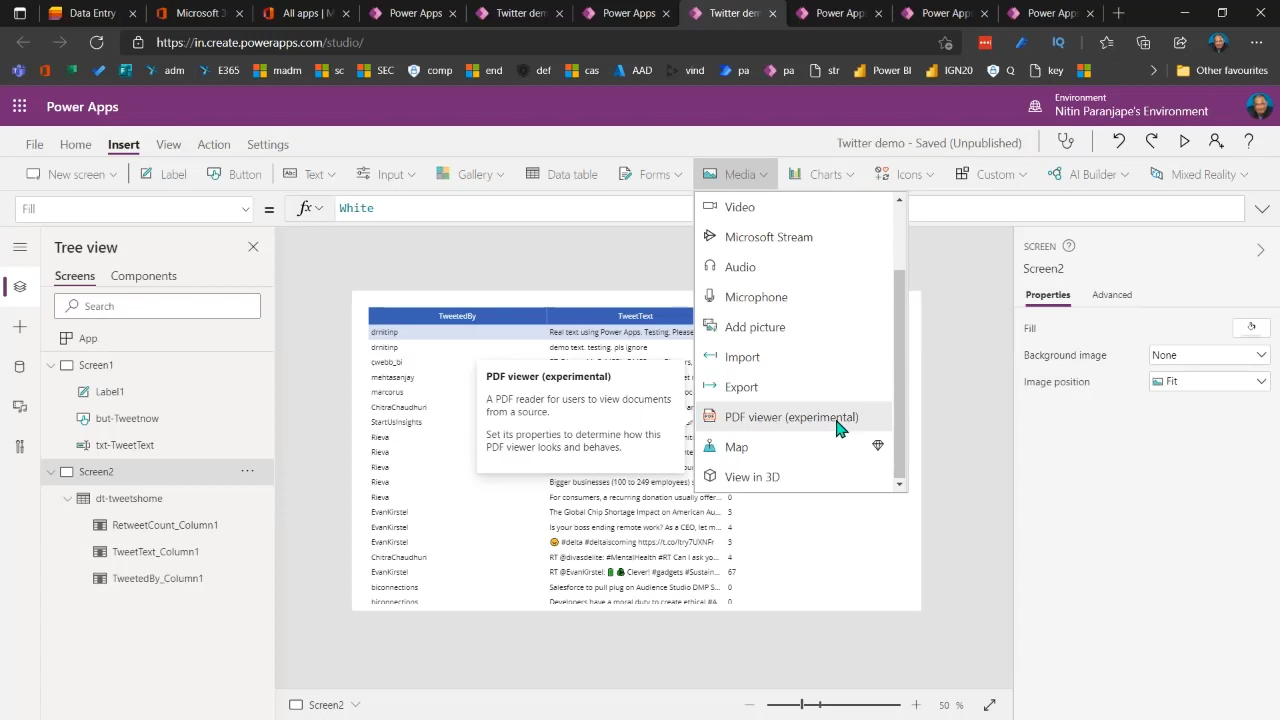 Data Entry
Microsoft 3
All apps | M
Power Apps
Twitter dem
Power Apps
Twitter dem
Power Apps
Power Apps
Power Apps
https://in.create.powerapps.com/studio/
adm
E365
madm
sc
SEC
comp
end
def
cas
AAD
vind
pa
pa
str
Power BI
IGN20
Q
key
Other favourites
Power Apps
Environment
Nitin Paranjape's Environment
File
Home
Insert
View
Action
Settings
Twitter demo - Saved (Unpublished)
New screen
Label
Button
Text
Input
Gallery
Data table
Forms
Media
Charts
Icons
Custom
AI Builder
Mixed Reality
Fill
=
fx
White
Tree view
Screens
Components
Search
App
Screen1
Label1
but-Tweetnow
txt-TweetText
Screen2
dt-tweetshome
RetweetCount_Column1
TweetText_Column1
TweetedBy_Column1
TweetedBy
TweetText
drnitinp
Real text using Power Apps. Testing. Please
drnitinp
demo text. testing. pls ignore
cwebb_bi
mehtasanjay
marcorus
ChitraChaudhuri
StartUsInsights
Rieva
Rieva
Rieva
Rieva
Bigger businesses (100 to 249 employees) s
Rieva
For consumers, a recurring donation usually offer...
0
EvanKirstel
The Global Chip Shortage Impact on American Au...
3
EvanKirstel
Is your boss ending remote work? As a CEO, let m...
4
EvanKirstel
😀 #delta #deltaiscoming https://t.co/Itry7UXNFr
3
ChitraChaudhuri
RT @divasdelite: #MentalHealth #RT Can I ask yo...
4
EvanKirstel
RT @EvanKirstel: Clever! #gadgets #Sustain...
67
biconnections
Salesforce to pull plug on Audience Studio DMP S...
0
biconnections
Developers have a moral duty to create ethical #A
0
PDF viewer (experimental)
A PDF reader for users to view documents
from a source.
Set its properties to determine how this
PDF viewer looks and behaves.
Video
Microsoft Stream
Audio
Microphone
Add picture
Import
Export
PDF viewer (experimental)
Map
View in 3D
SCREEN
Screen2
Properties
Advanced
Fill
Background image
None
Image position
Fit
Screen2
50 %